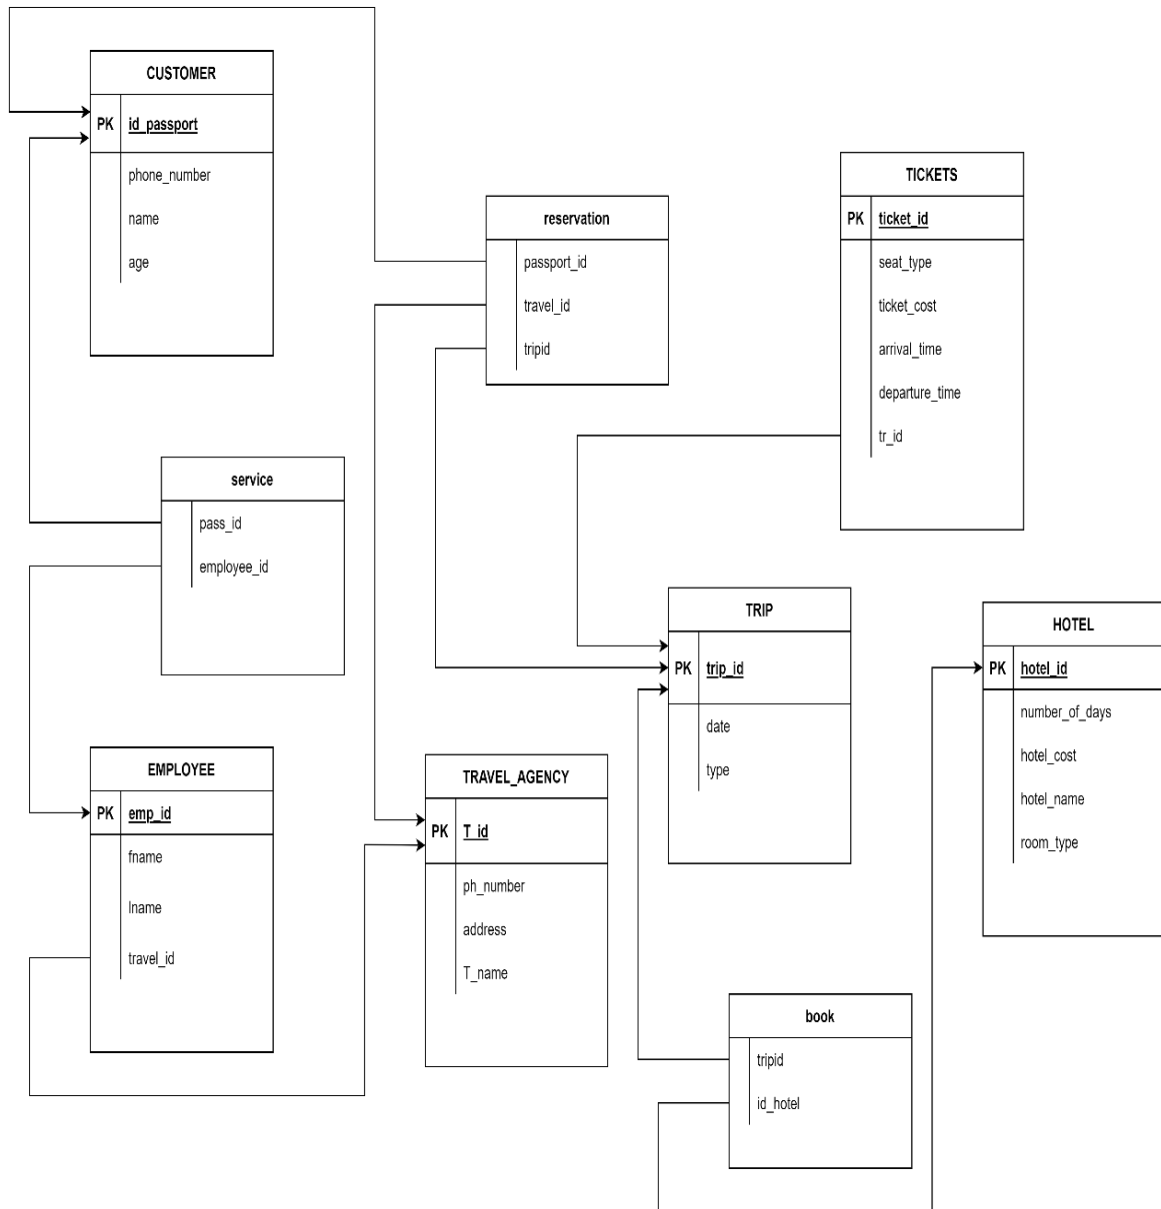 CUSTOMER
PK id_passport
phone_number
name
age
reservation
passport_id
travel_id
tripid
TICKETS
PK ticket_id
seat_type
ticket_cost
arrival_time
departure_time
tr_id
service
pass_id
employee_id
TRIP
PK trip_id
date
type
HOTEL
PK hotel_id
number_of_days
hotel_cost
hotel_name
room_type
EMPLOYEE
PK emp_id
fname
lname
travel_id
TRAVEL_AGENCY
PK T_id
ph_number
address
T_name
book
tripid
id_hotel